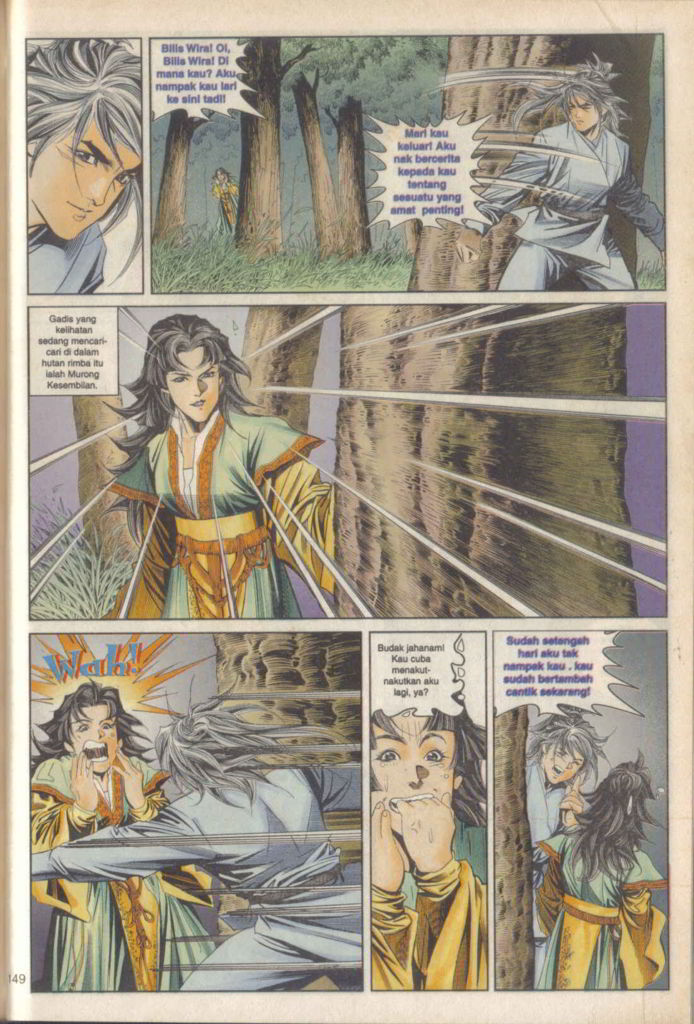 Bilis Wira! Oi,
Bilis Wira! Di
mana kau? Aku
nampak kau lari
ke sini tadi!
Mari kau
keluar! Aku
nak bercerita
kepada kau
tentang
sesuatu yang
amat penting!
Gadis yang
kelihatan
sedang mencari-
cari di dalam
hutan rimba itu
ialah Murong
Kesembilan.
Wah!
Budak jahanam!
Kau cuba
menakut-
nakutkan aku
lagi, ya?
Sudah setengah
hari aku tak
nampak kau . kau
sudah bertambah
cantik sekarang!
149